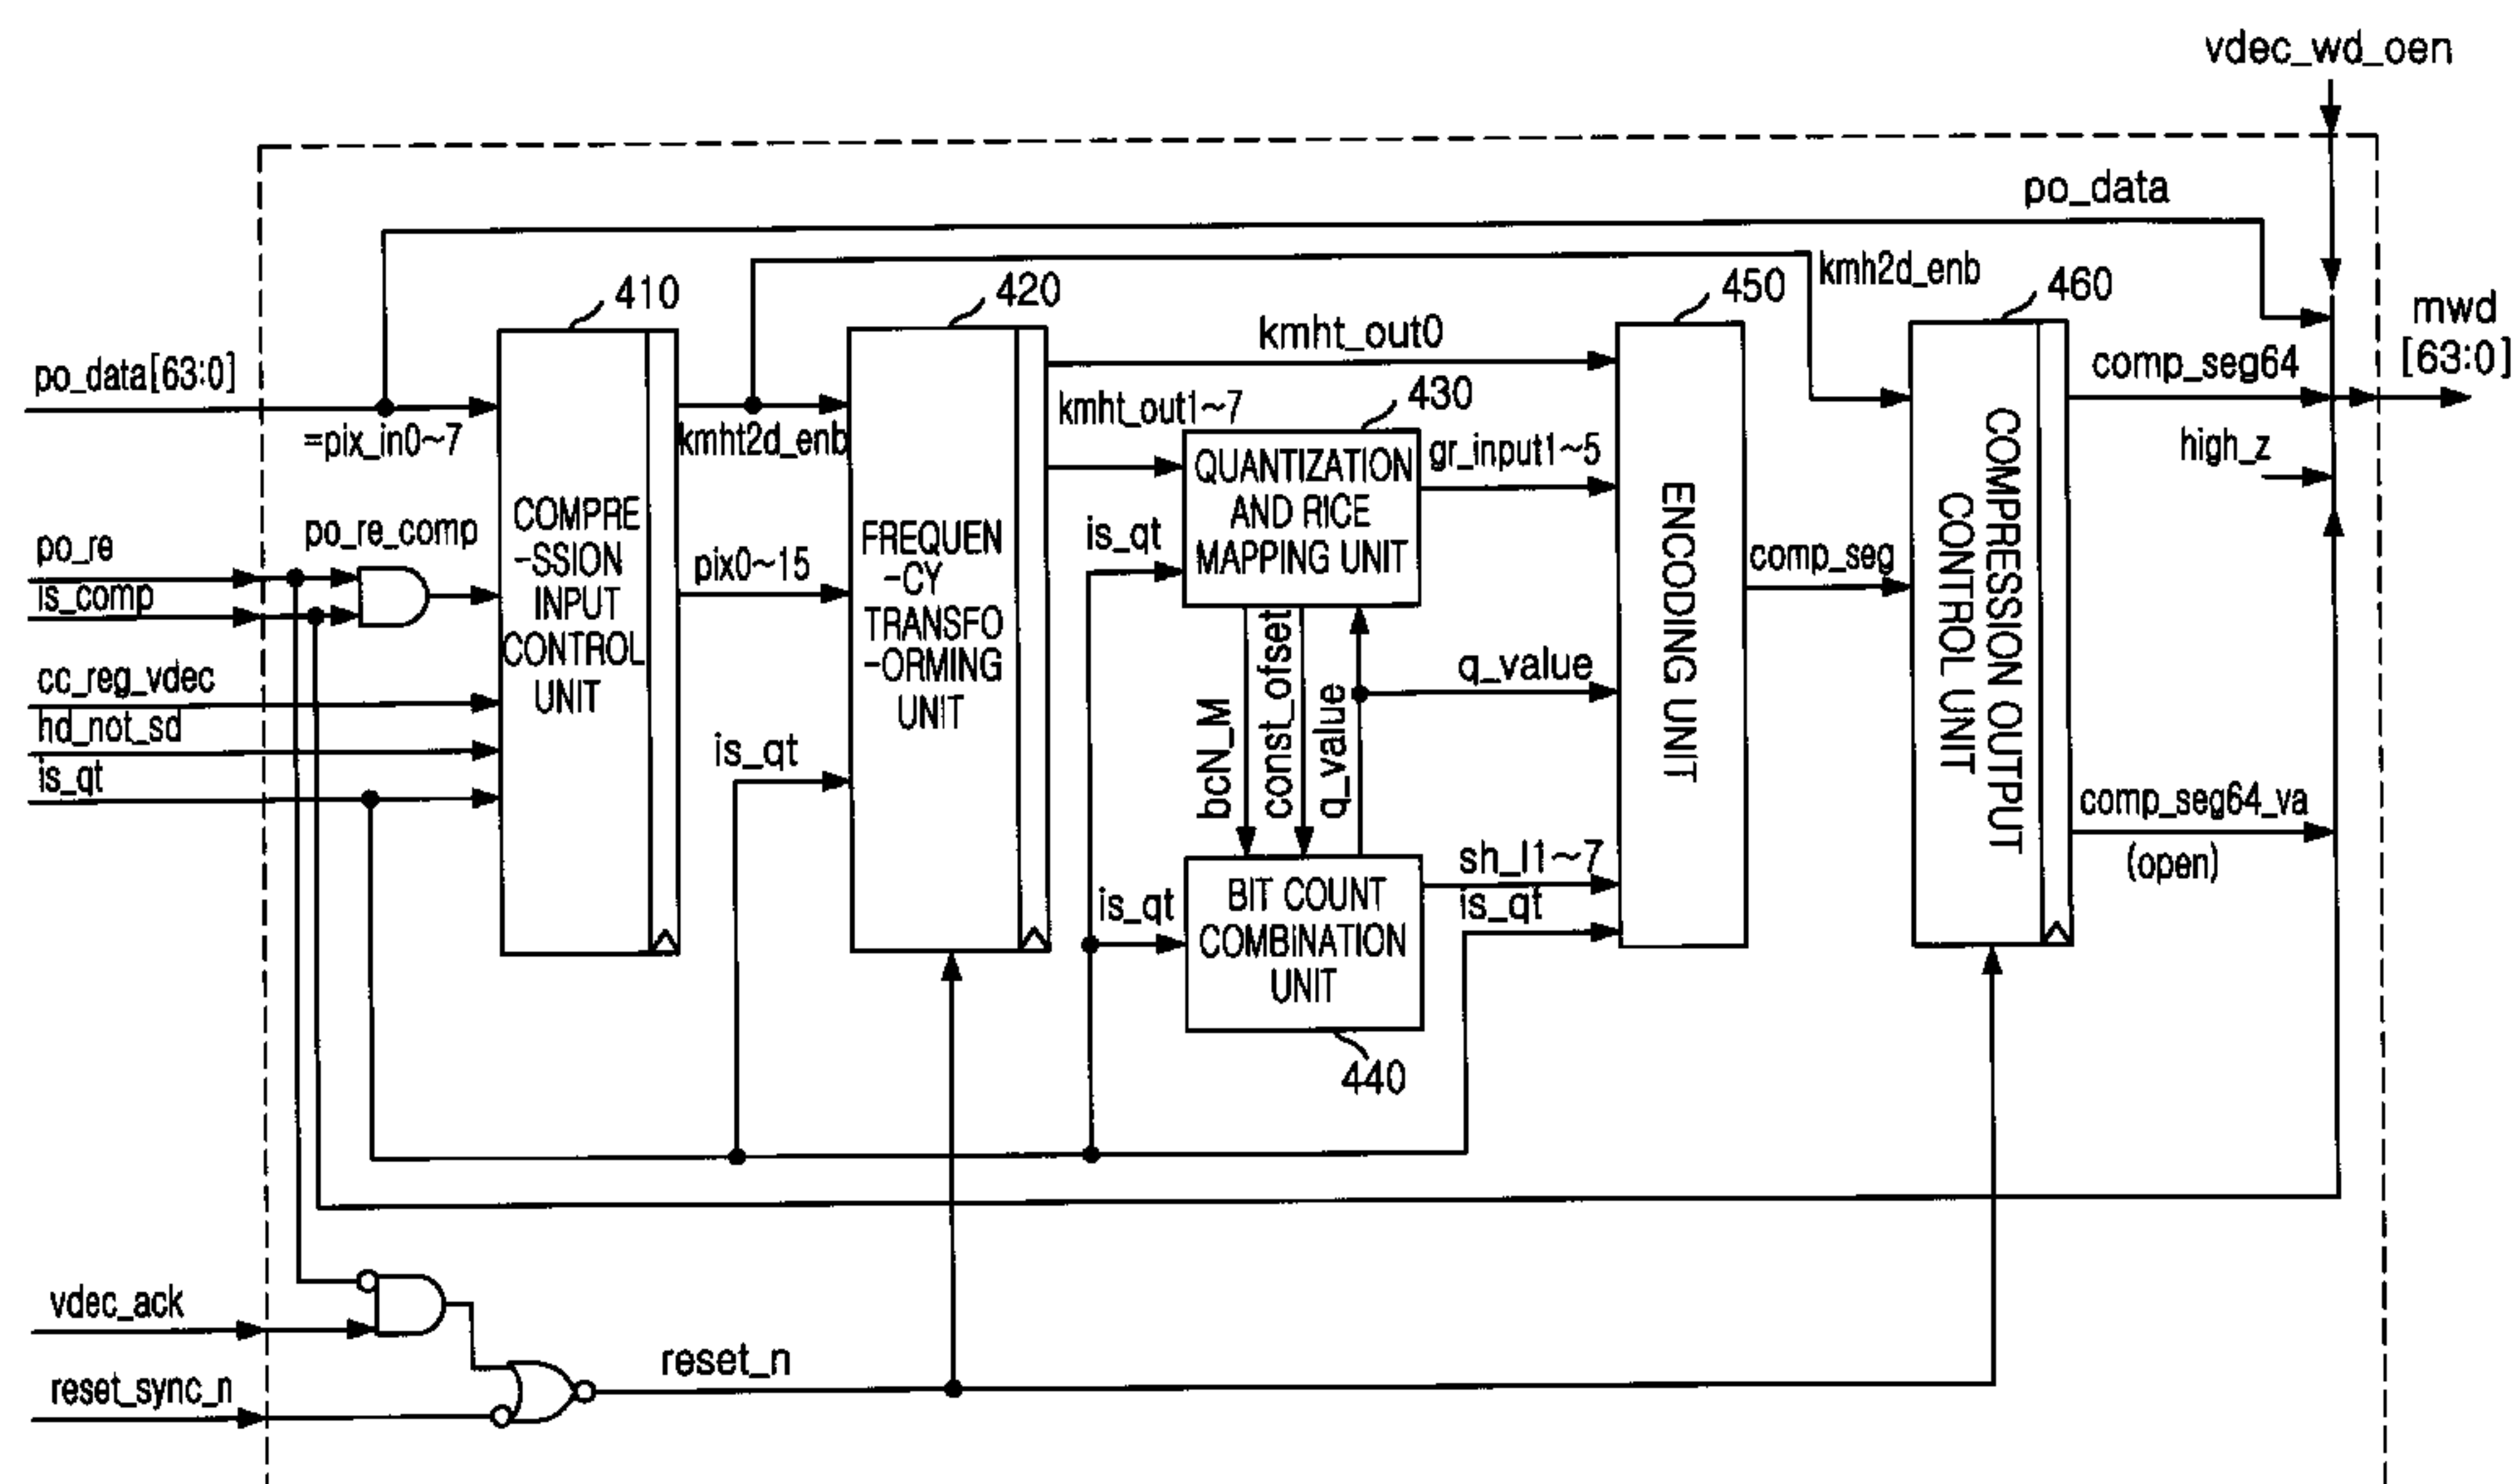 vdec_wd_oen
po_data
kmh2d_enb
410
420
450
460
mwd
[63:0]
po_data[63:0]
=pix_in0~7
kmht2d_enb
kmht_out0
kmht_out1~7
430
comp_seg64
high_z
po_re
is_comp
po_re_comp
COMPRE
-SSION
INPUT
CONTROL
UNIT
pix0~15
FREQUEN
-CY
TRANSFO
-ORMING
UNIT
is_qt
QUANTIZATION
AND RICE
MAPPING UNIT
gr_input1~5
ENCODING UNIT
comp_seg
COMPRESSION OUTPUT
CONTROL UNIT
cc_reg_vdec
hd_not_sd
is_qt
is_qt
bcN_M
const_ofset
q_value
q_value
comp_seg64_va
(open)
is_qt
BIT COUNT
COMBINATION
UNIT
sh_l1~7
is_qt
440
vdec_ack
reset_sync_n
reset_n